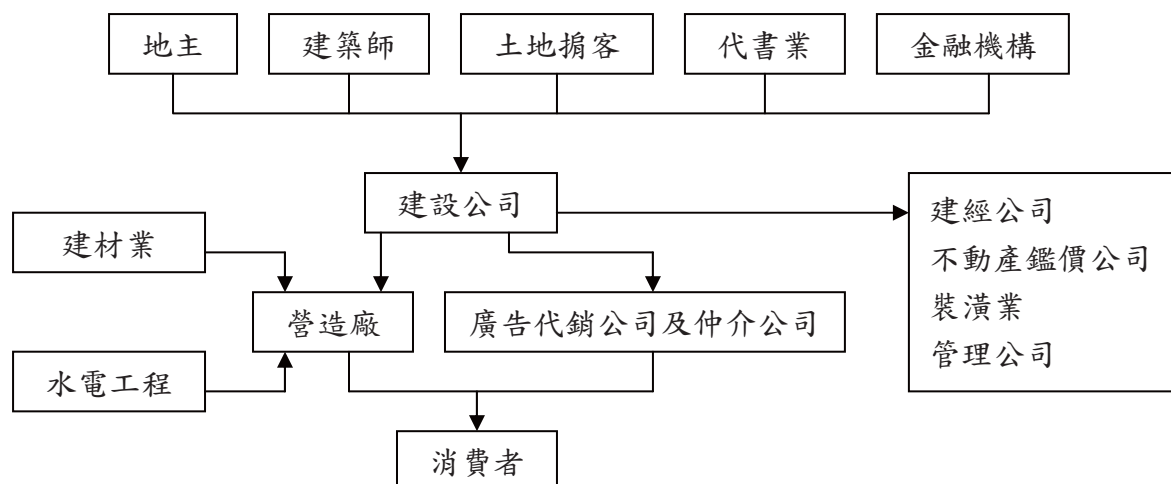 地主
建築師
土地掮客
代書業
金融機構
建設公司
建經公司
不動產鑑價公司
裝潢業
管理公司
建材業
營造廠
廣告代銷公司及仲介公司
水電工程
消費者